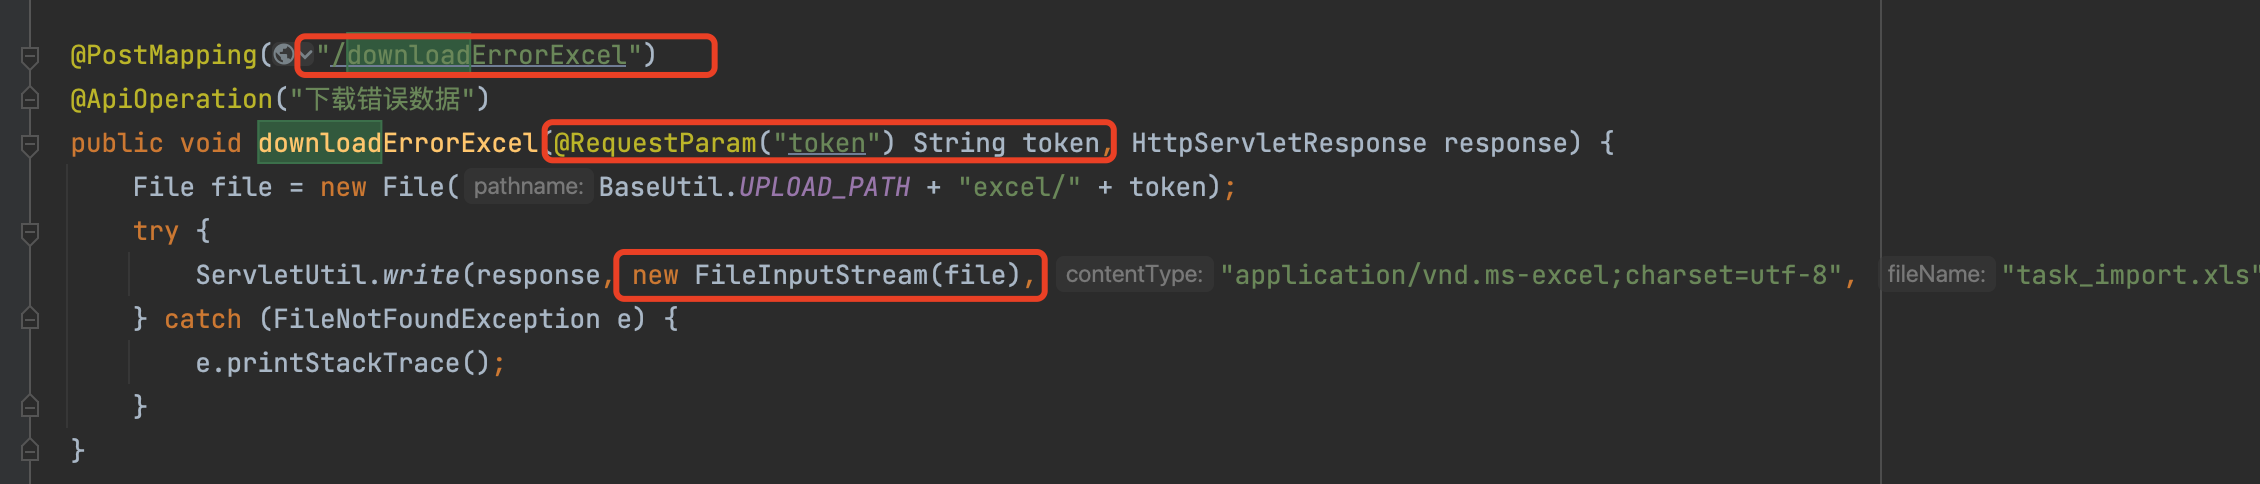 @PostMapping("/downloadErrorExcel")
@ApiOperation("下载错误数据")
public void downloadErrorExcel(@RequestParam("token") String token, HttpServletResponse response) {
File file = new File( pathname: BaseUtil.UPLOAD_PATH + "excel/" + token);
try {
ServletUtil.write(response, new FileInputStream(file), contentType: "application/vnd.ms-excel;charset=utf-8", fileName: "task_import.xls"
} catch (FileNotFoundException e) {
e.printStackTrace();
}
}